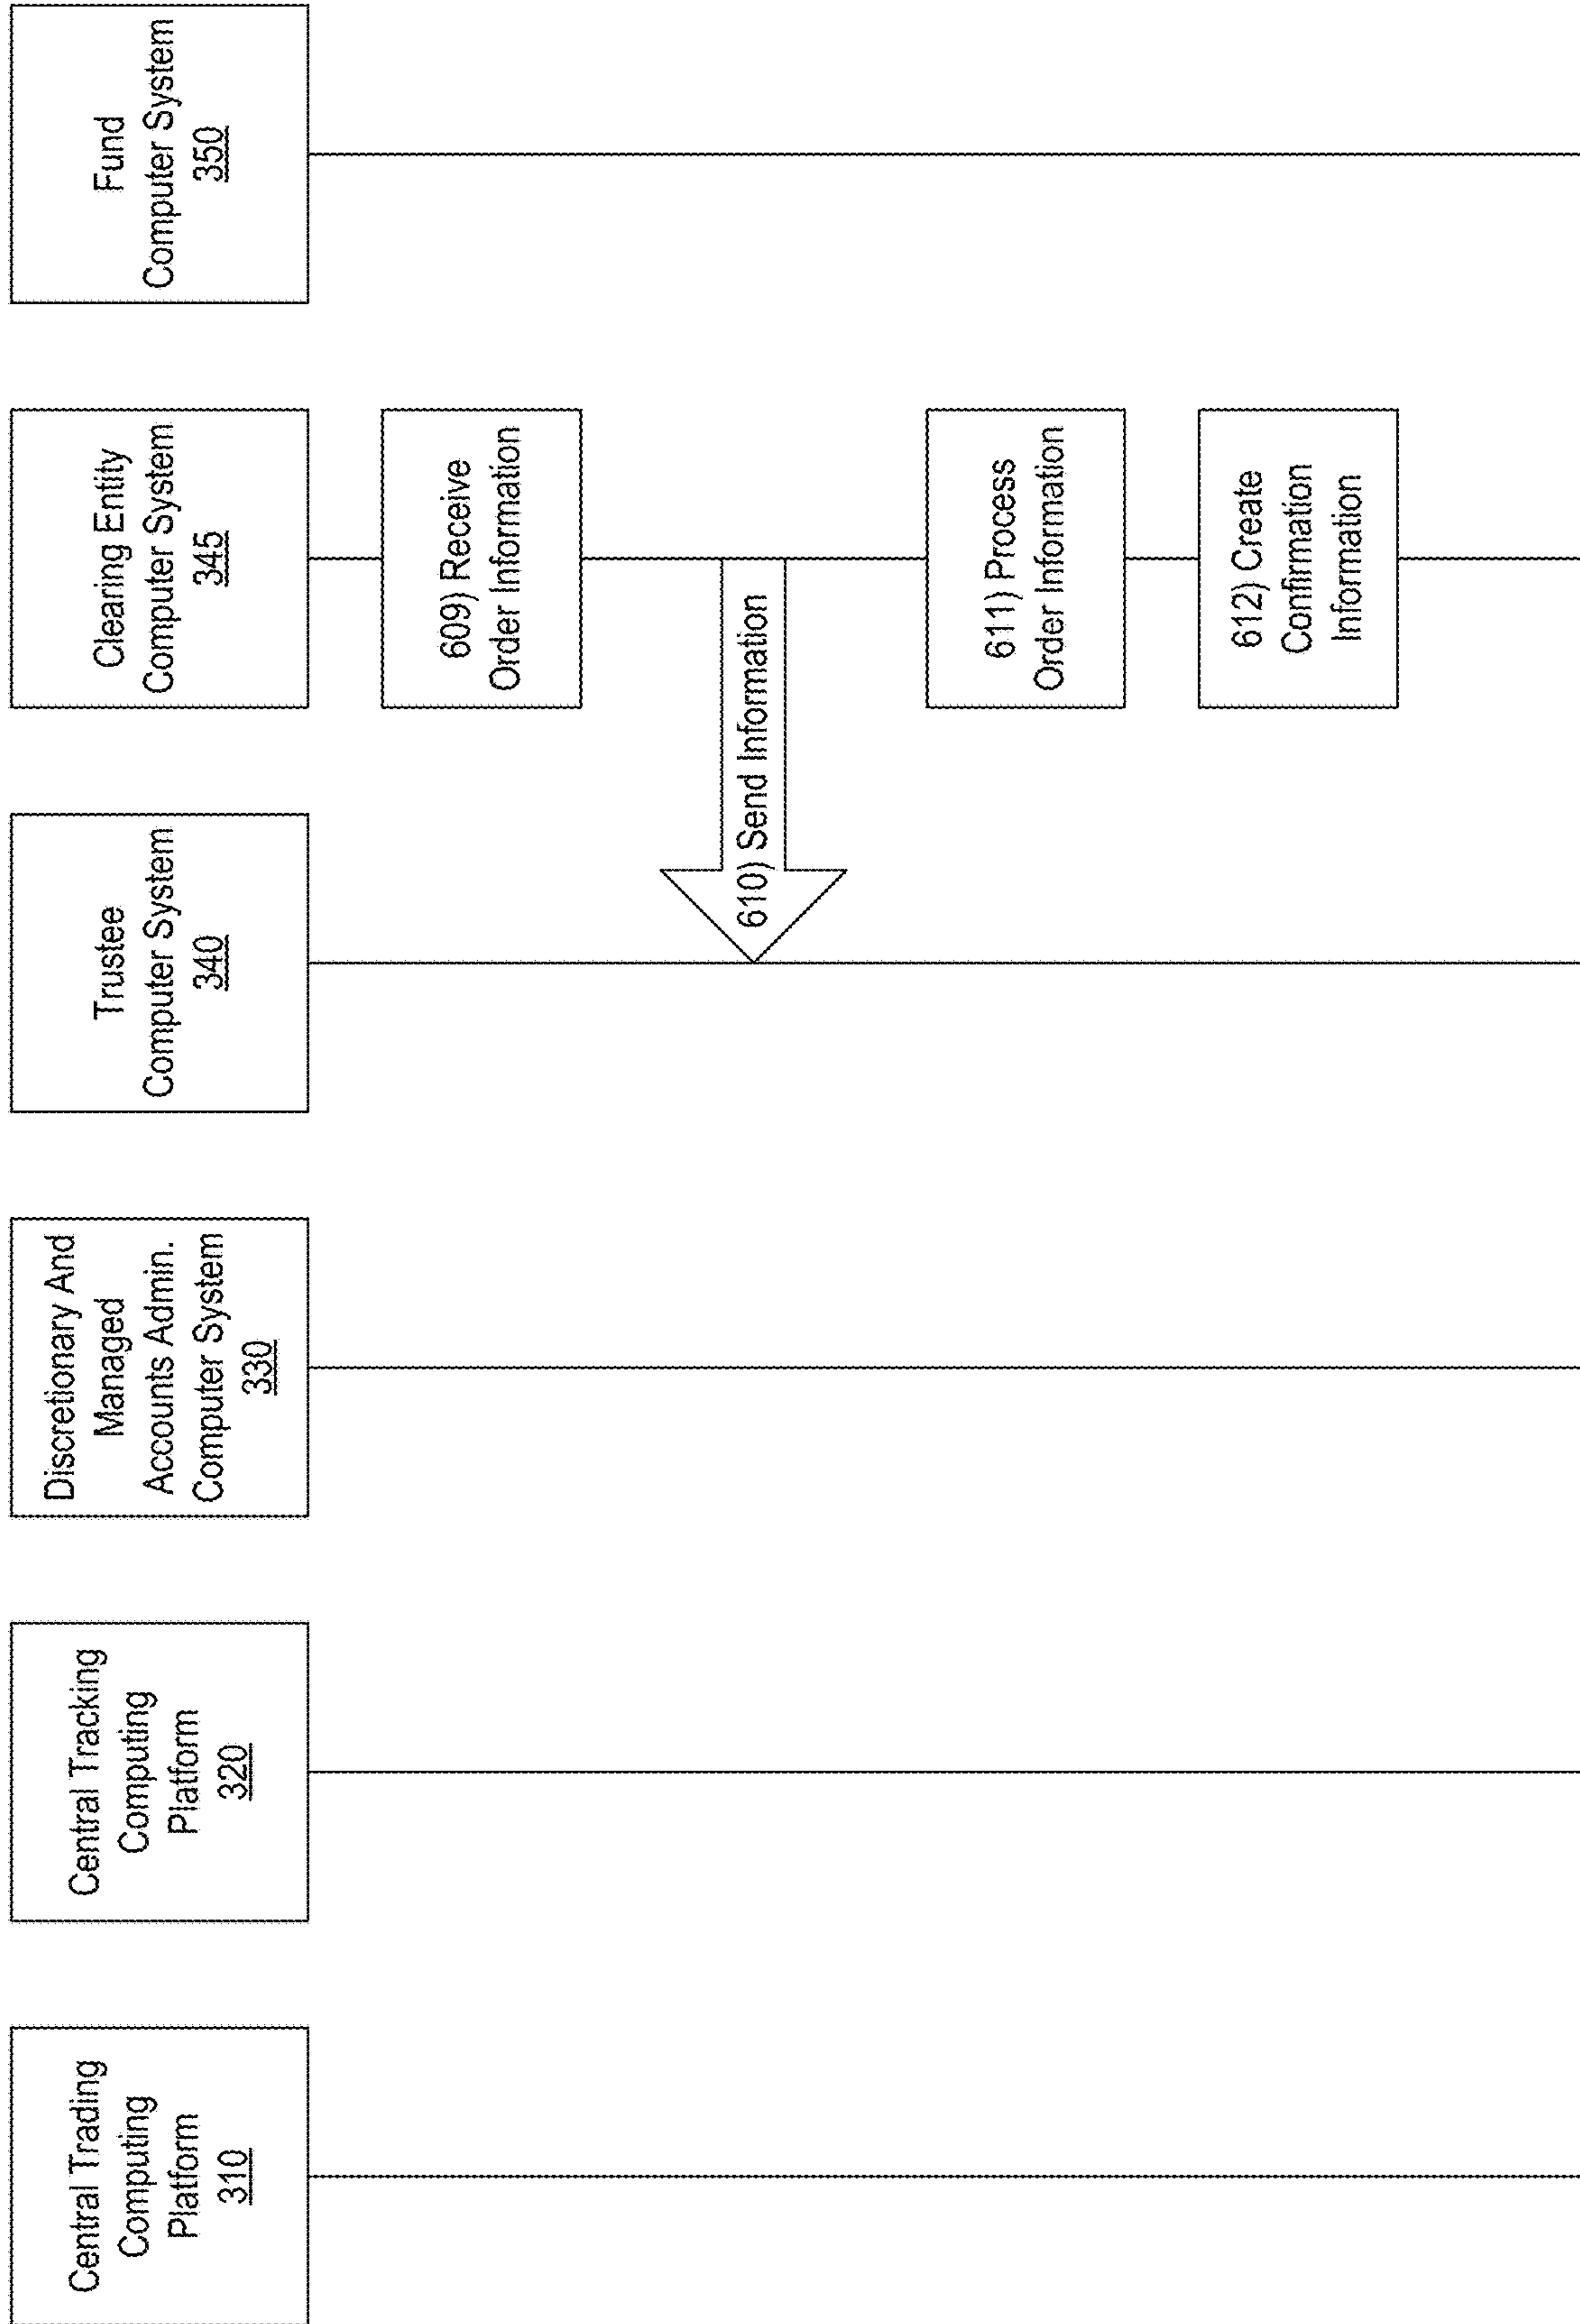 Central Trading
Computing
Platform
310
Central Tracking
Computing
Platform
320
Discretionary And
Managed
Accounts Admin.
Computer System
330
Trustee
Computer System
340
Clearing Entity
Computer System
345
Fund
Computer System
350
609) Receive
Order Information
610) Send Information
611) Process
Order Information
612) Create
Confirmation
Information